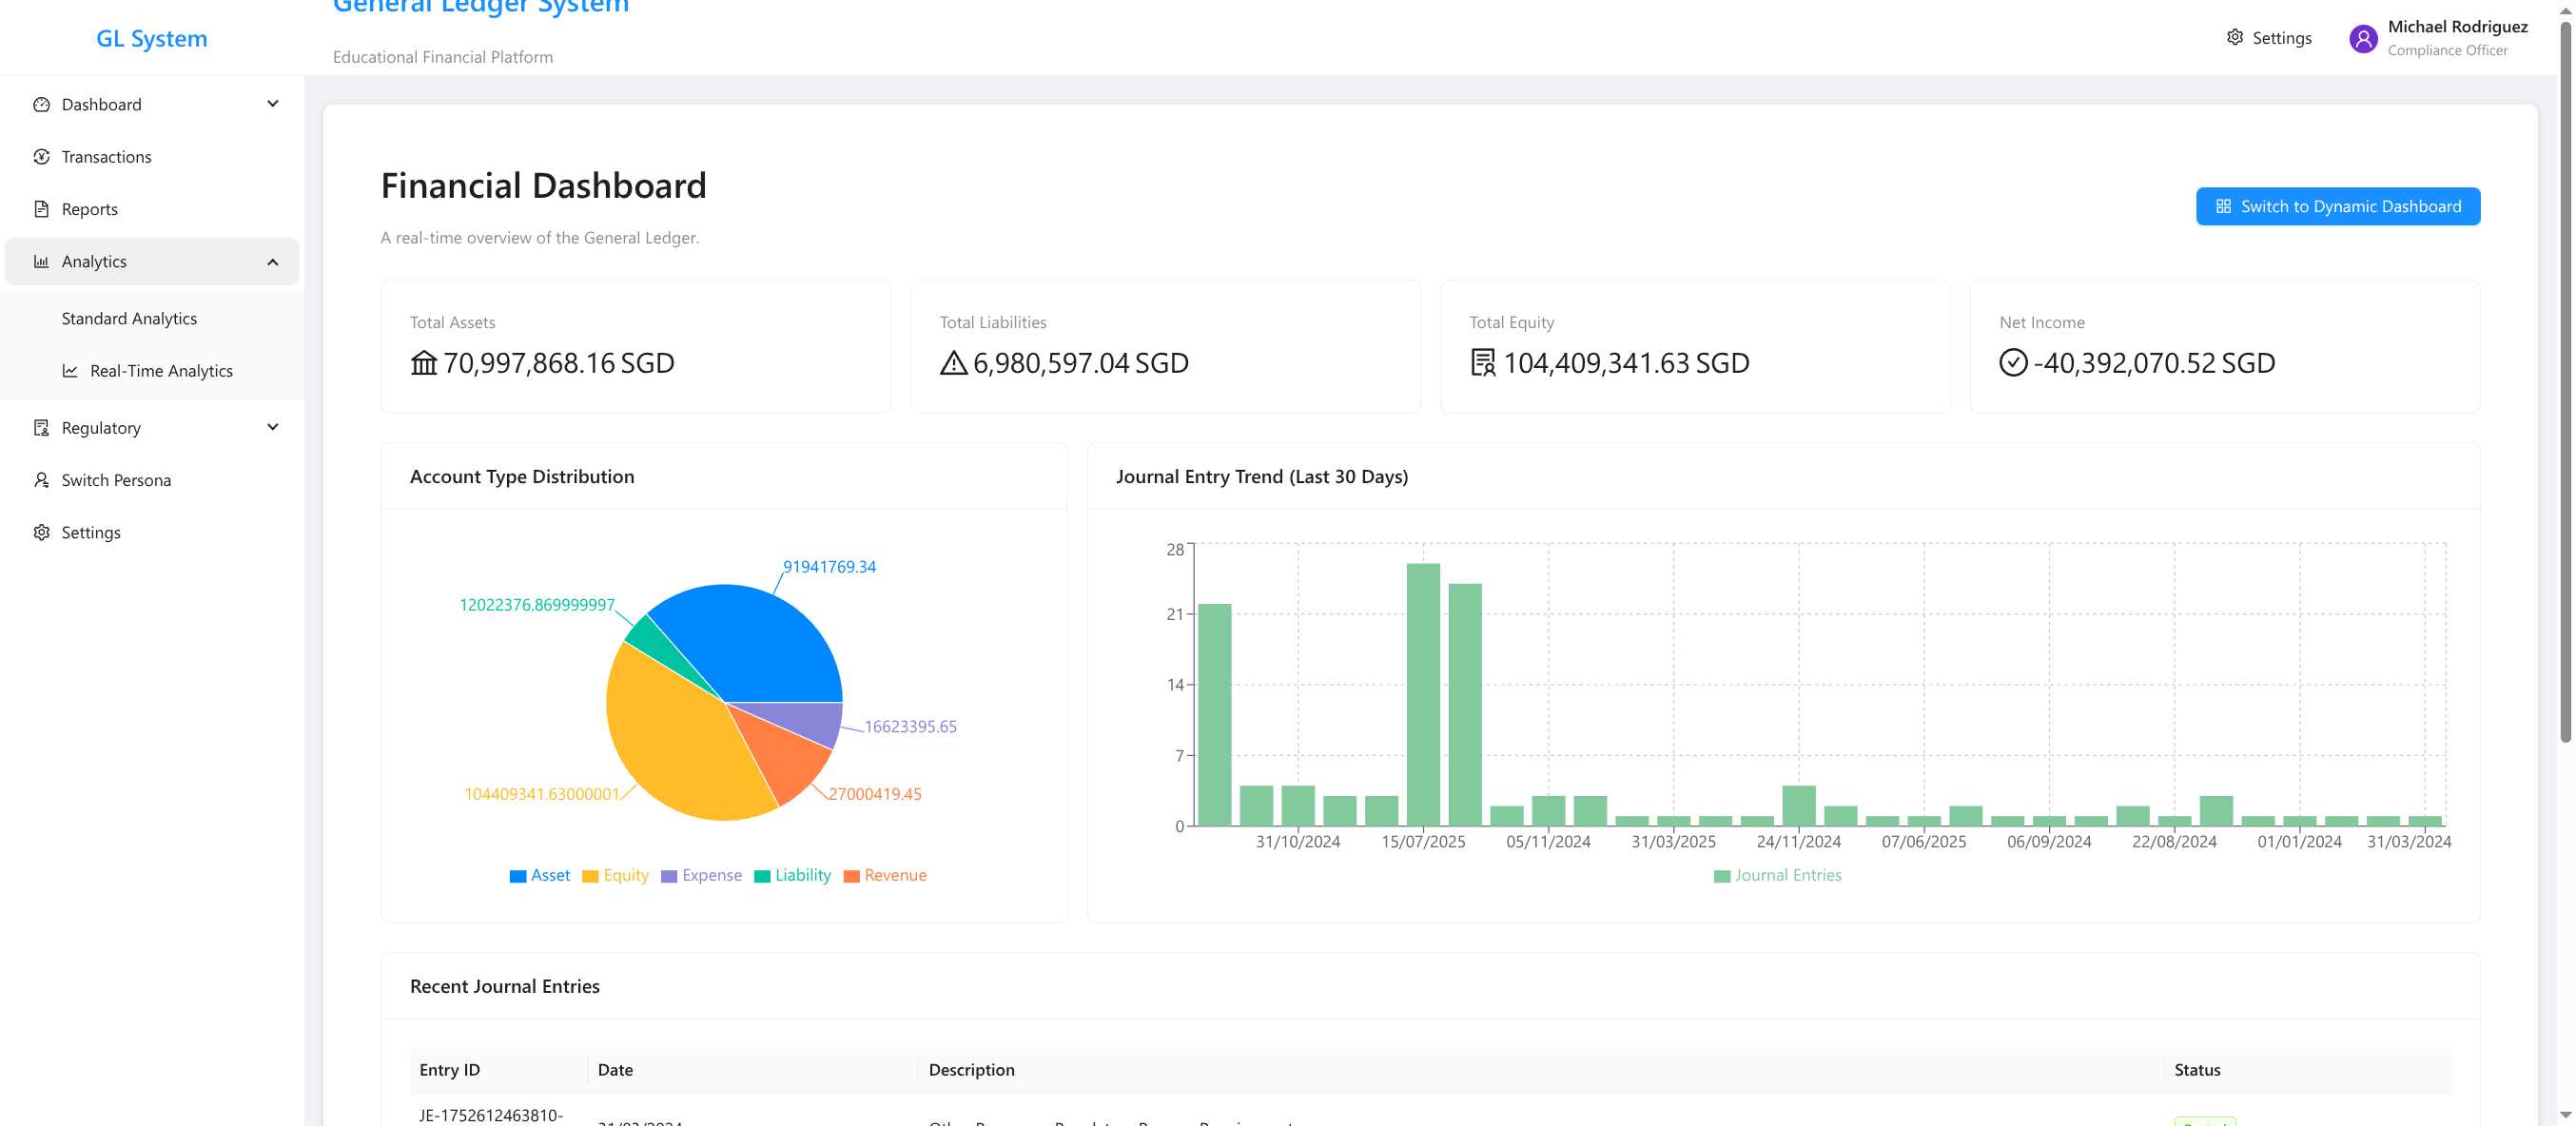 General Ledger System
GL System
Educational Financial Platform
Settings
Michael Rodriguez
Compliance Officer
Dashboard
Transactions
Reports
Analytics
Standard Analytics
Real-Time Analytics
Regulatory
Switch Persona
Settings
Financial Dashboard
A real-time overview of the General Ledger.
Switch to Dynamic Dashboard
Total Assets
70,997,868.16 SGD
Total Liabilities
6,980,597.04 SGD
Total Equity
104,409,341.63 SGD
Net Income
-40,392,070.52 SGD
Account Type Distribution
91941769.34
12022376.869999997
16623395.65
104409341.63000001
27000419.45
Asset Equity Expense Liability Revenue
Journal Entry Trend (Last 30 Days)
28
21
14
7
0
31/10/2024 15/07/2025 05/11/2024 31/03/2025 24/11/2024 07/06/2025 06/09/2024 22/08/2024 01/01/2024 31/03/2024
Journal Entries
Recent Journal Entries
Entry ID Date Description Status
JE-1752612463810-